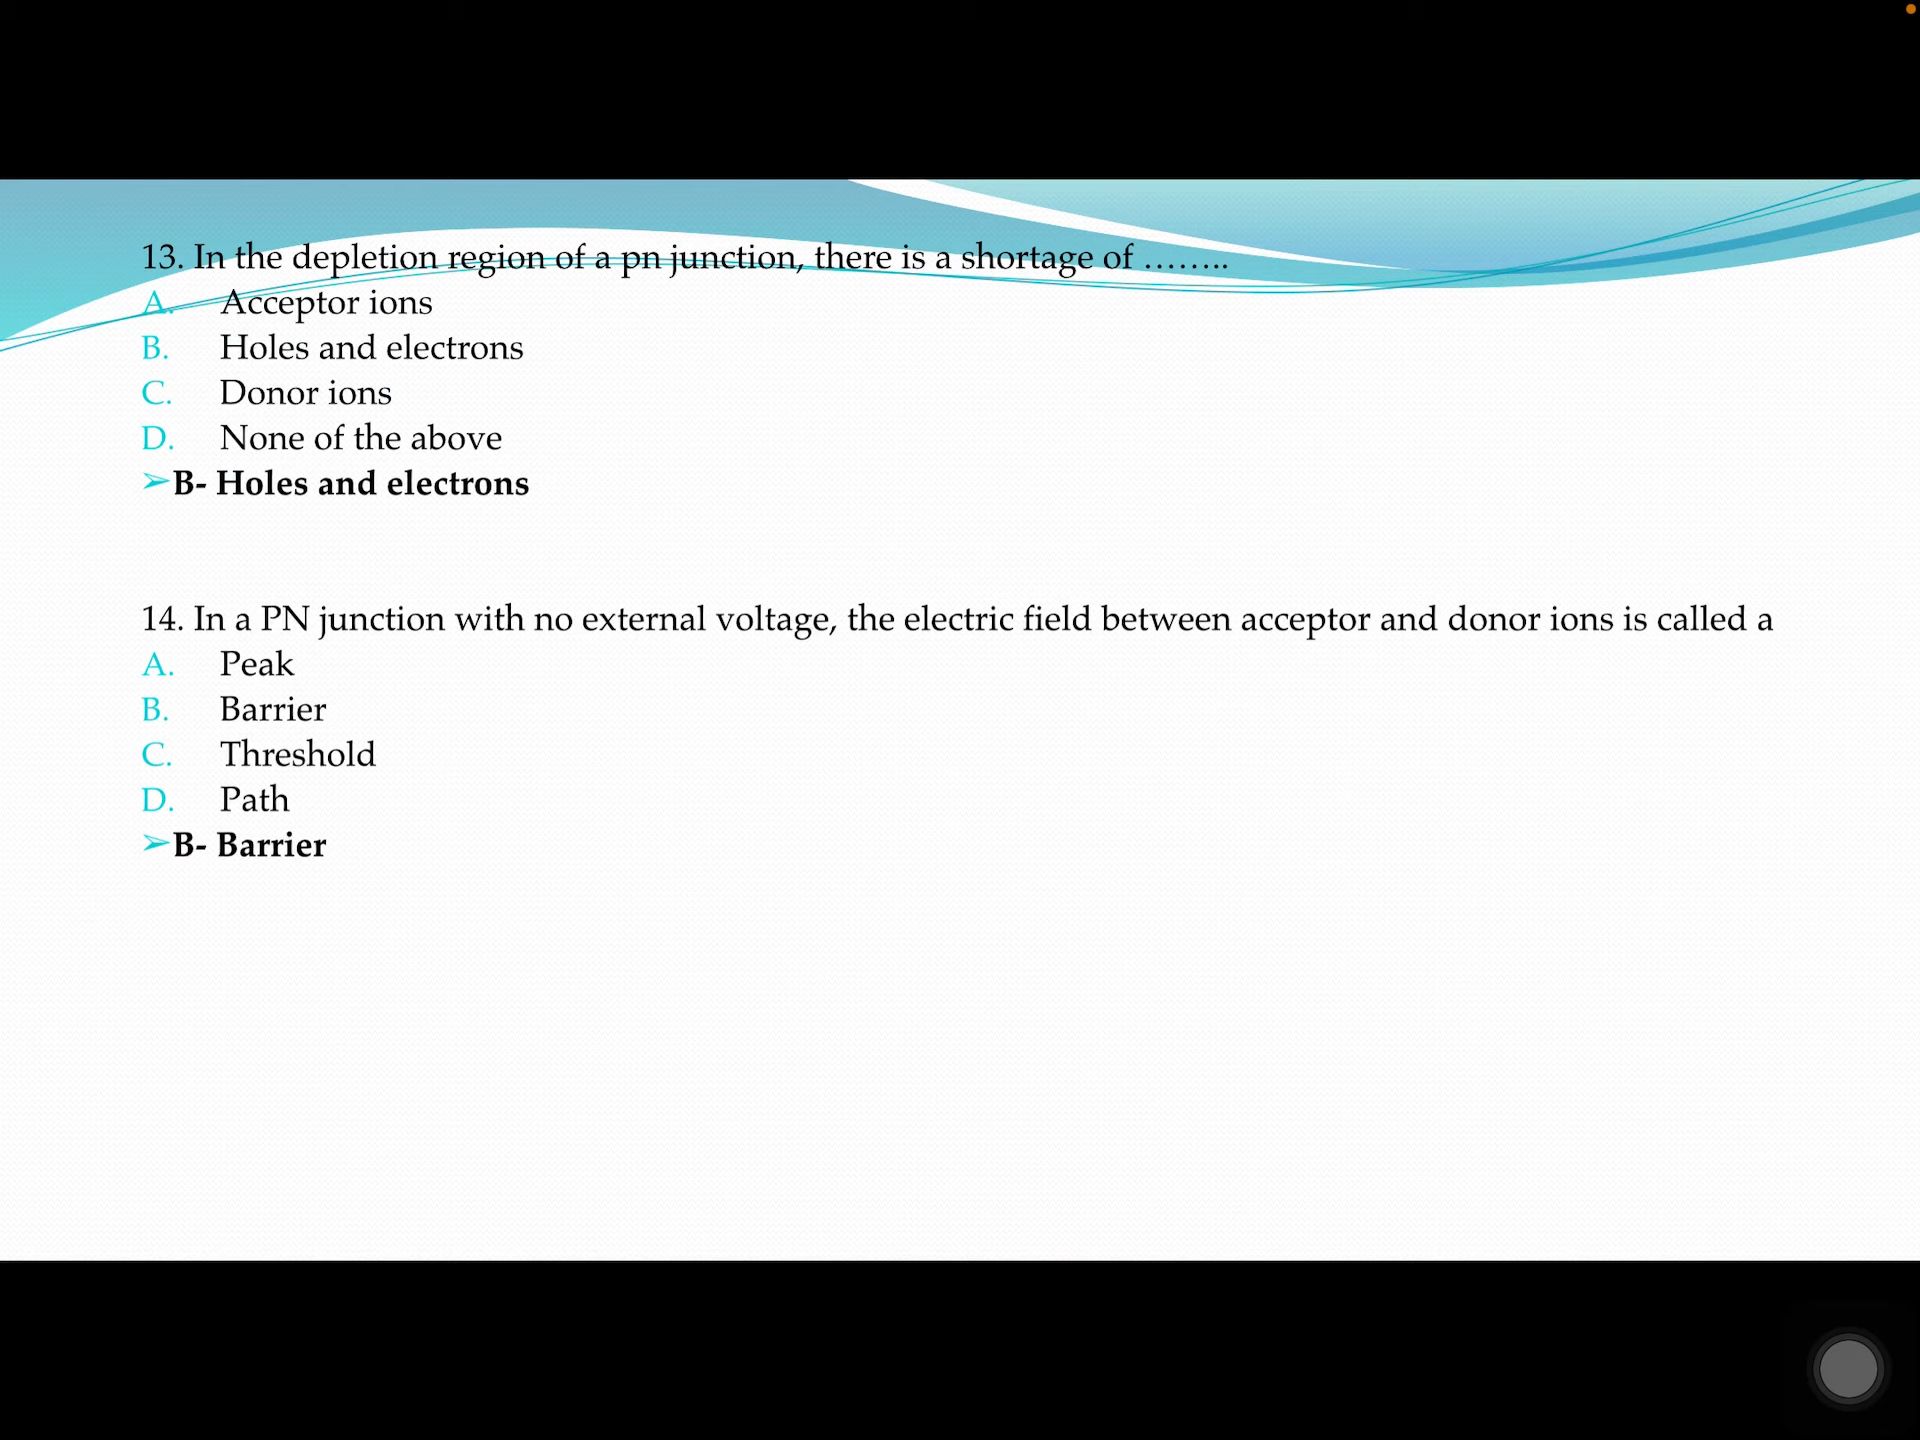 13. In the depletion region of a pn junction, there is a shortage of ……..
A. Acceptor ions
B. Holes and electrons
C. Donor ions
D. None of the above
➢B- Holes and electrons
14. In a PN junction with no external voltage, the electric field between acceptor and donor ions is called a
A. Peak
B. Barrier
C. Threshold
D. Path
➢B- Barrier